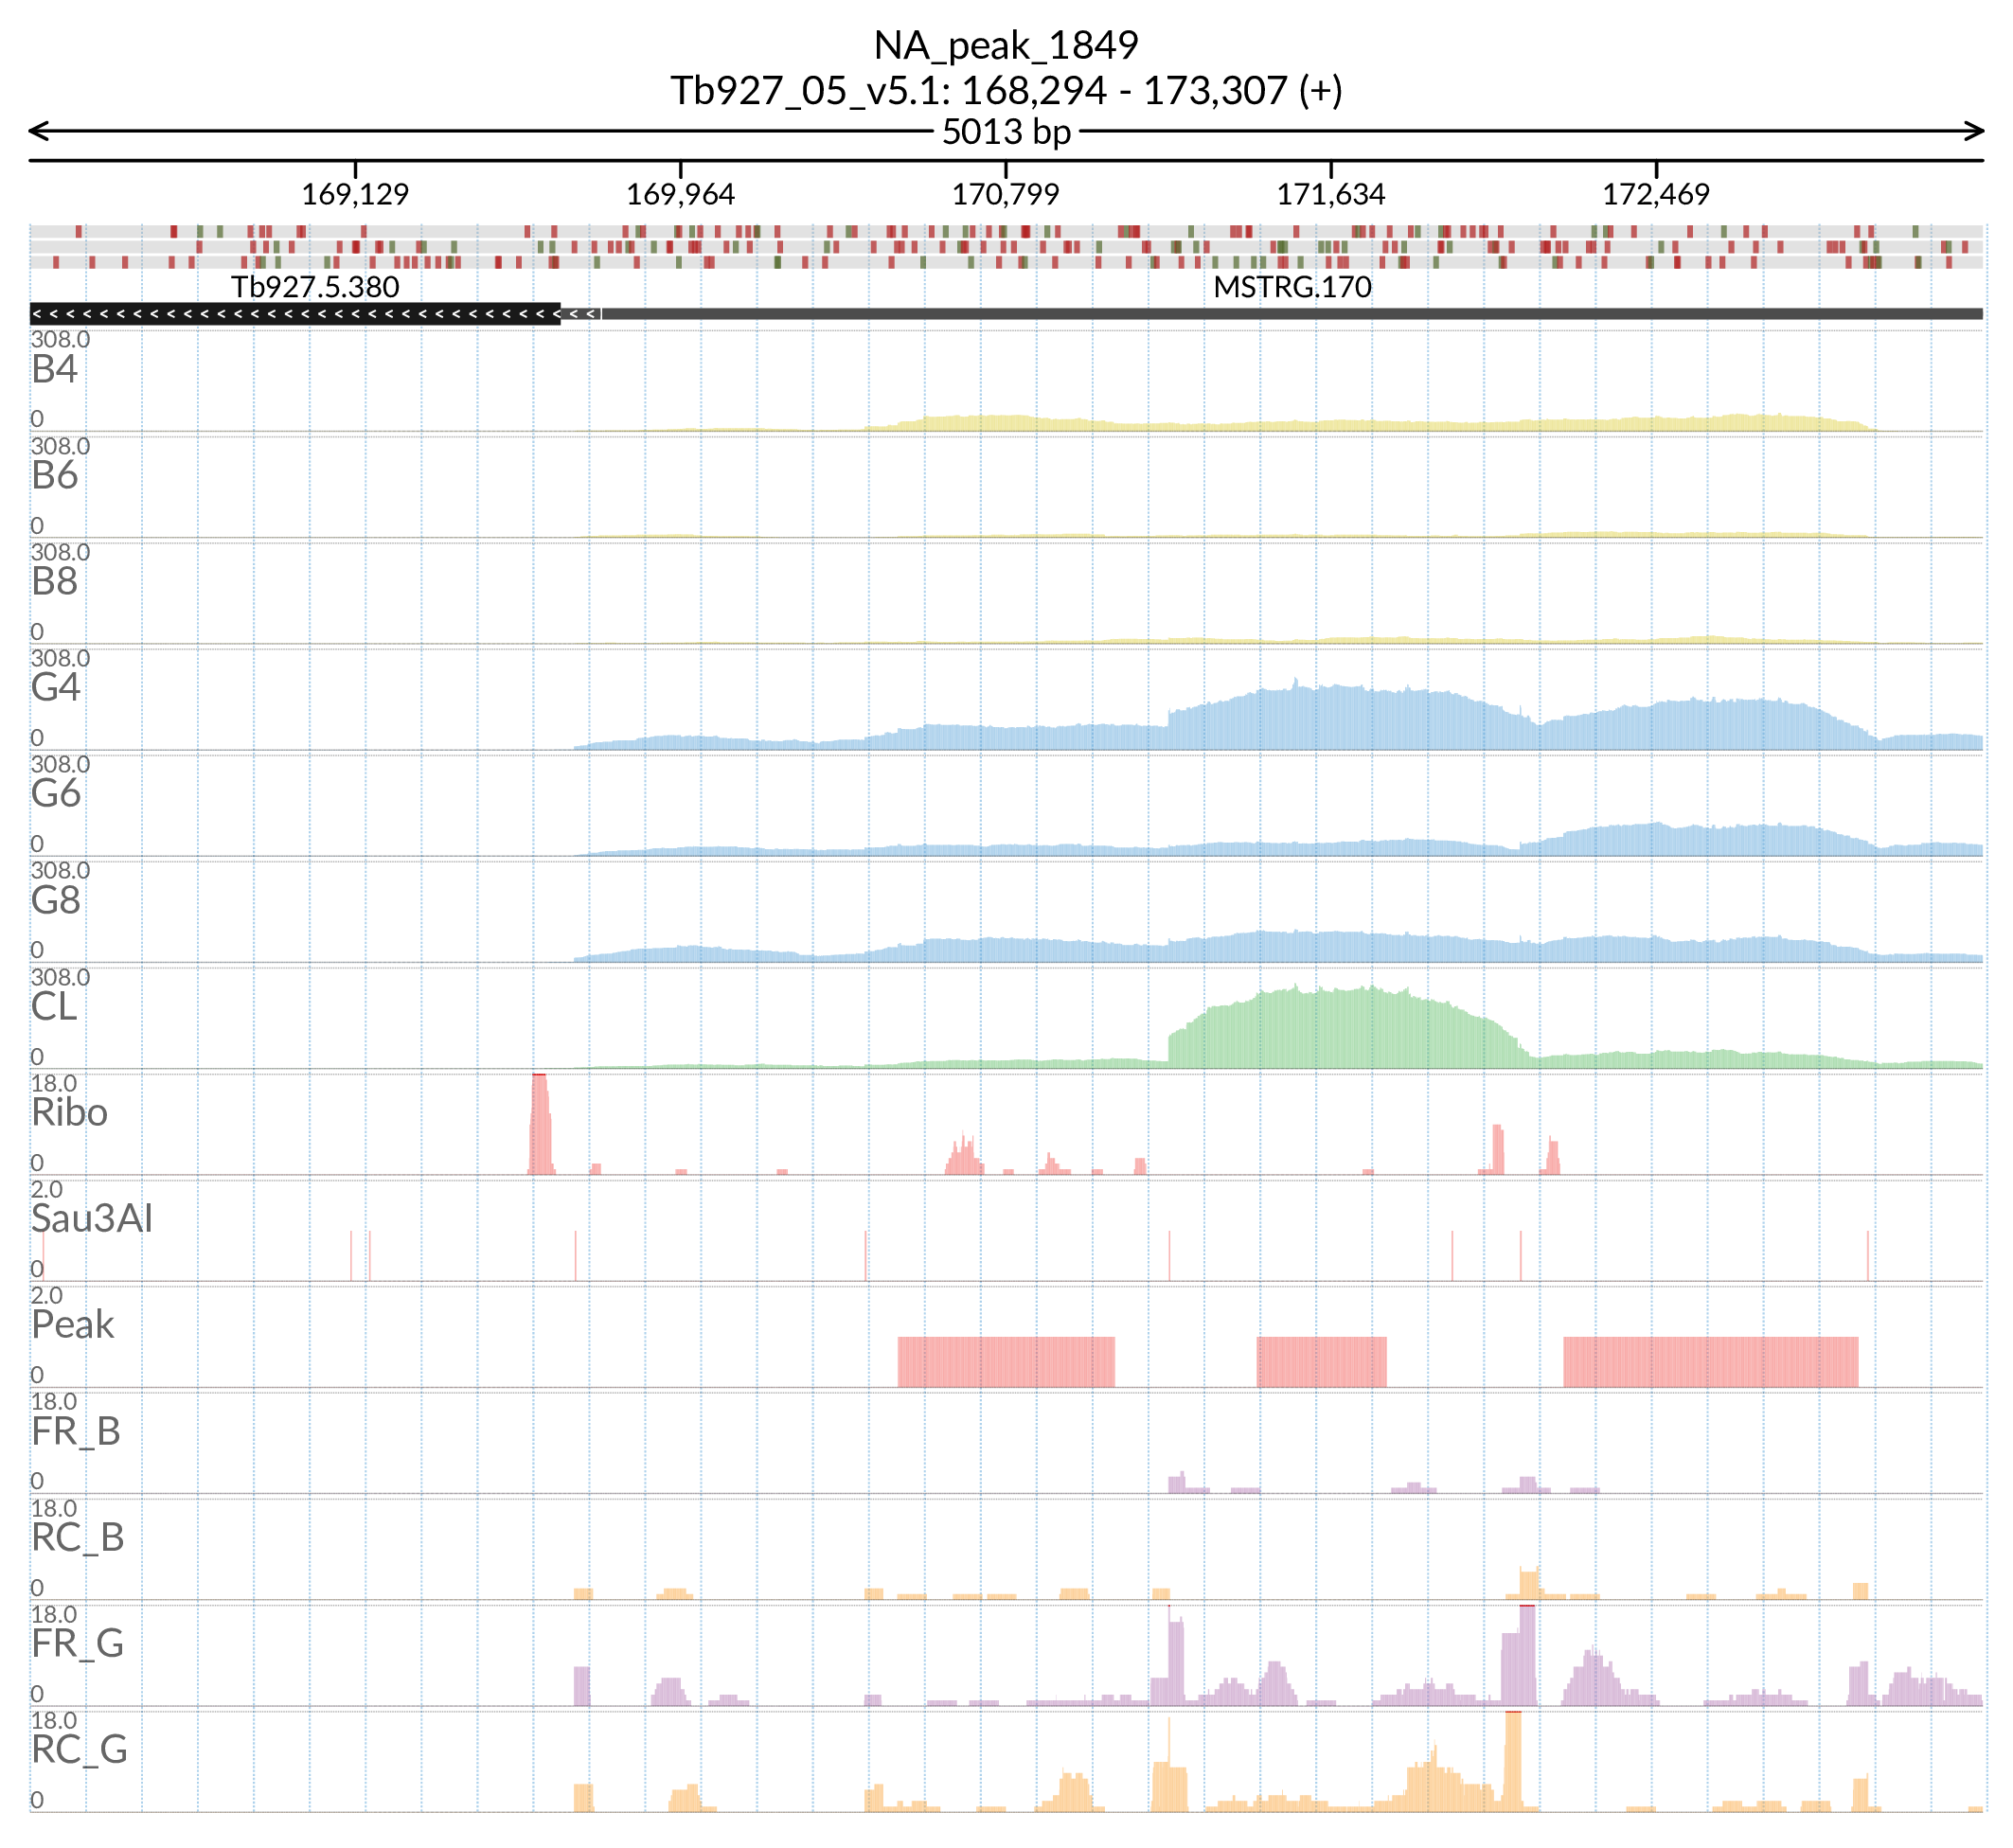 NA_peak_1849
Tb927_05_v5.1: 168,294 - 173,307 (+)
5013 bp
169,129 169,964 170,799 171,634 172,469
Tb927.5.380 MSTRG.170
308.0
B4
0
308.0
B6
0
308.0
B8
0
308.0
G4
0
308.0
G6
0
308.0
G8
0
308.0
CL
0
18.0
Ribo
0
2.0
Sau3AI
0
2.0
Peak
0
18.0
FR_B
0
18.0
RC_B
0
18.0
FR_G
0
18.0
RC_G
0